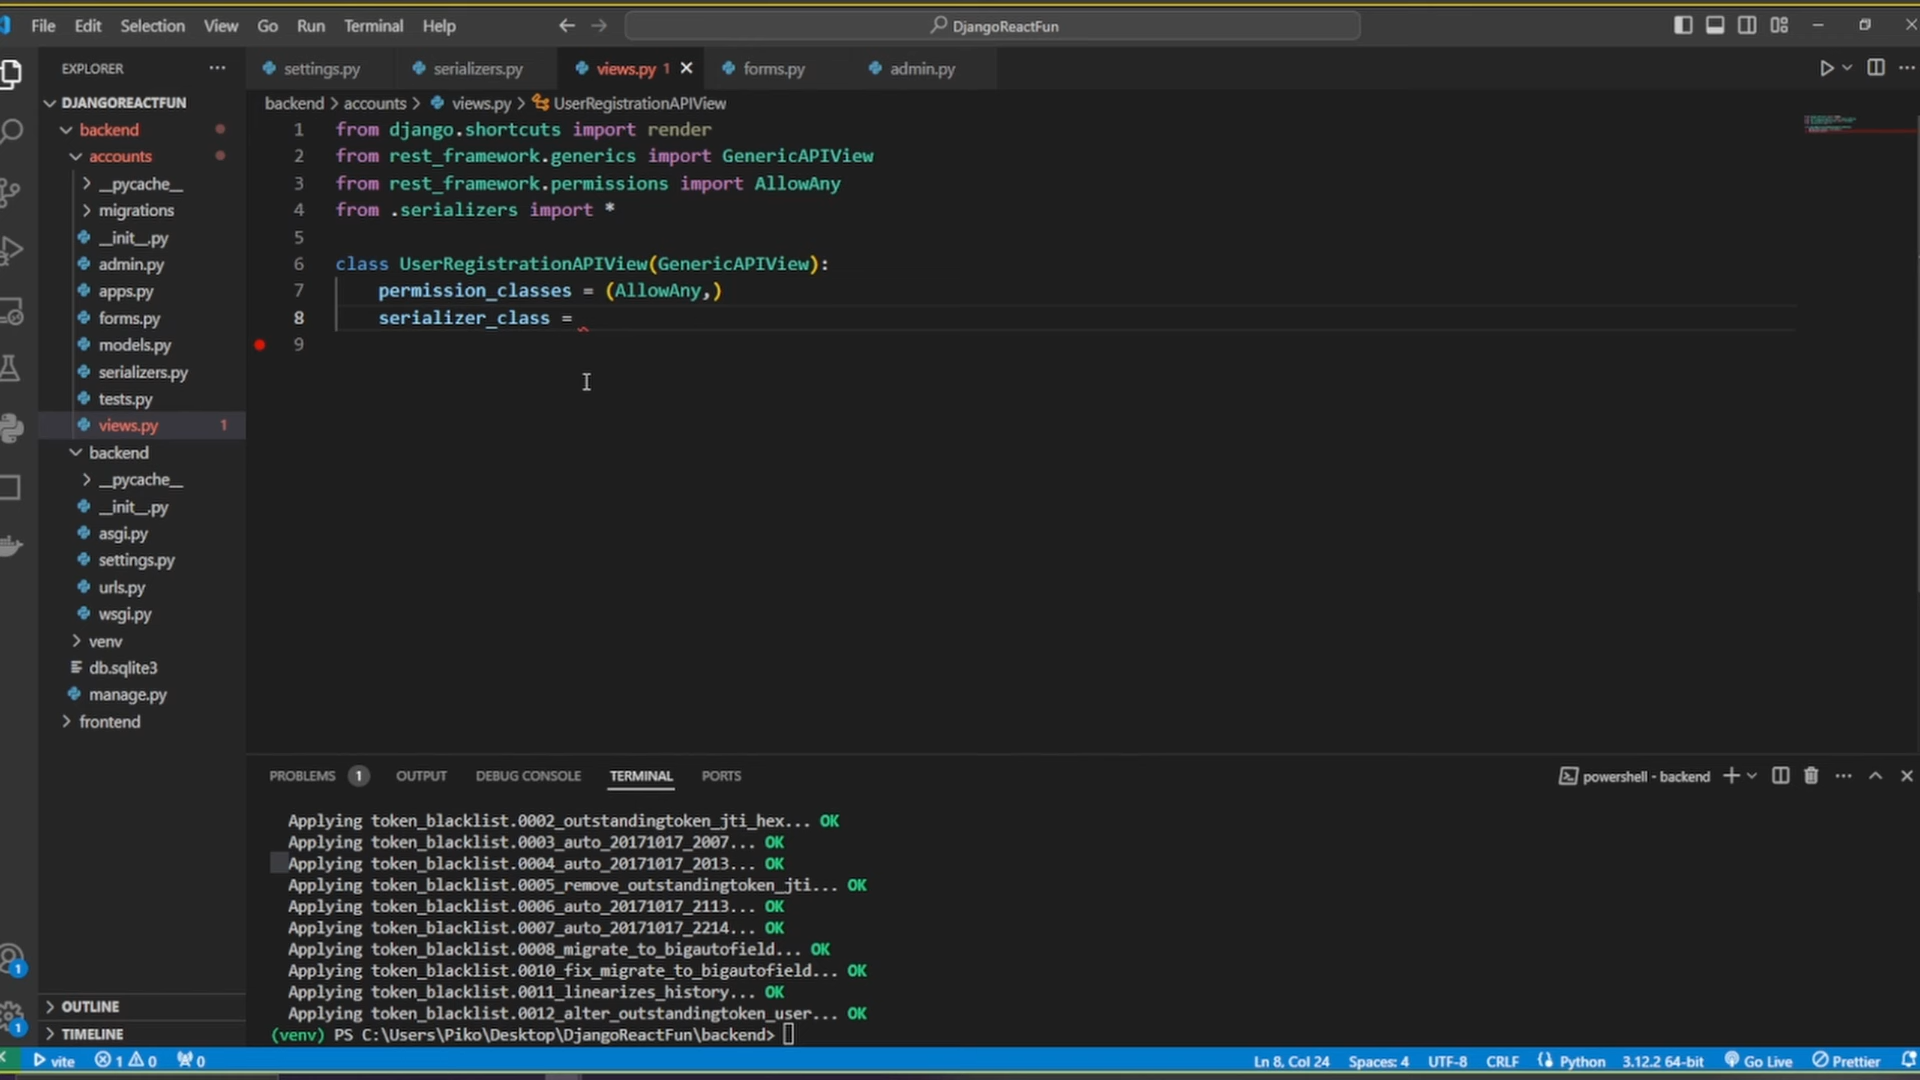 File Edit Selection View Go Run Terminal Help
DjangoReactFun
EXPLORER
settings.py serializers.py views.py 1 forms.py admin.py
DJANGOREACTFUN
backend
accounts
__pycache__
migrations
__init__.py
admin.py
apps.py
forms.py
models.py
serializers.py
tests.py
views.py 1
backend
__pycache__
__init__.py
asgi.py
settings.py
urls.py
wsgi.py
venv
db.sqlite3
manage.py
frontend
OUTLINE
TIMELINE
backend > accounts > views.py > UserRegistrationAPIView
1 from django.shortcuts import render
2 from rest_framework.generics import GenericAPIView
3 from rest_framework.permissions import AllowAny
4 from .serializers import *
5
6 class UserRegistrationAPIView(GenericAPIView):
7 permission_classes = (AllowAny,)
8 serializer_class =
9
PROBLEMS 1 OUTPUT DEBUG CONSOLE TERMINAL PORTS
powershell - backend
Applying token_blacklist.0002_outstandingtoken_jti_hex... OK
Applying token_blacklist.0003_auto_20171017_2007... OK
Applying token_blacklist.0004_auto_20171017_2013... OK
Applying token_blacklist.0005_remove_outstandingtoken_jti... OK
Applying token_blacklist.0006_auto_20171017_2113... OK
Applying token_blacklist.0007_auto_20171017_2214... OK
Applying token_blacklist.0008_migrate_to_bigautofield... OK
Applying token_blacklist.0010_fix_migrate_to_bigautofield... OK
Applying token_blacklist.0011_linearizes_history... OK
Applying token_blacklist.0012_alter_outstandingtoken_user... OK
(venv) PS C:\Users\Piko\Desktop\DjangoReactFun\backend>
1
1
vite 1 0 0
Ln 8, Col 24 Spaces: 4 UTF-8 CRLF Python 3.12.2 64-bit Go Live Prettier